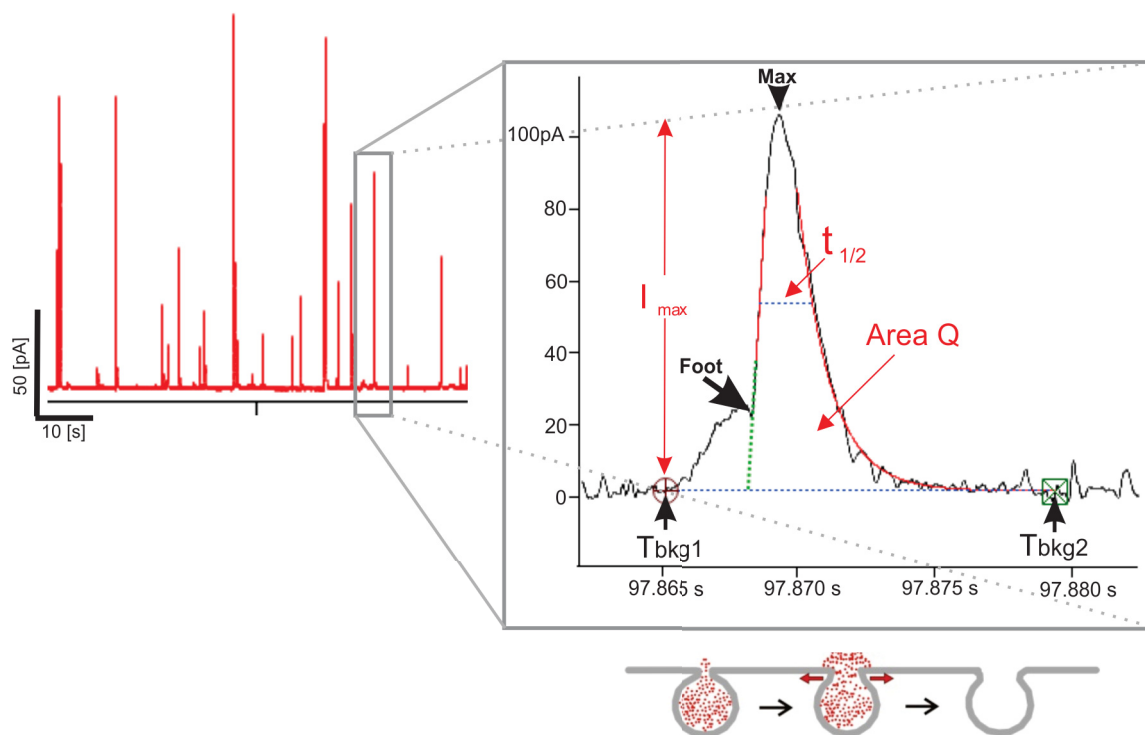 50 [pA]
10 [s]
Max
100pA
80
60
40
20
0
t 1/2
I max
Area Q
Foot
Tbkg1
Tbkg2
97.865 s
97.870 s
97.875 s
97.880 s